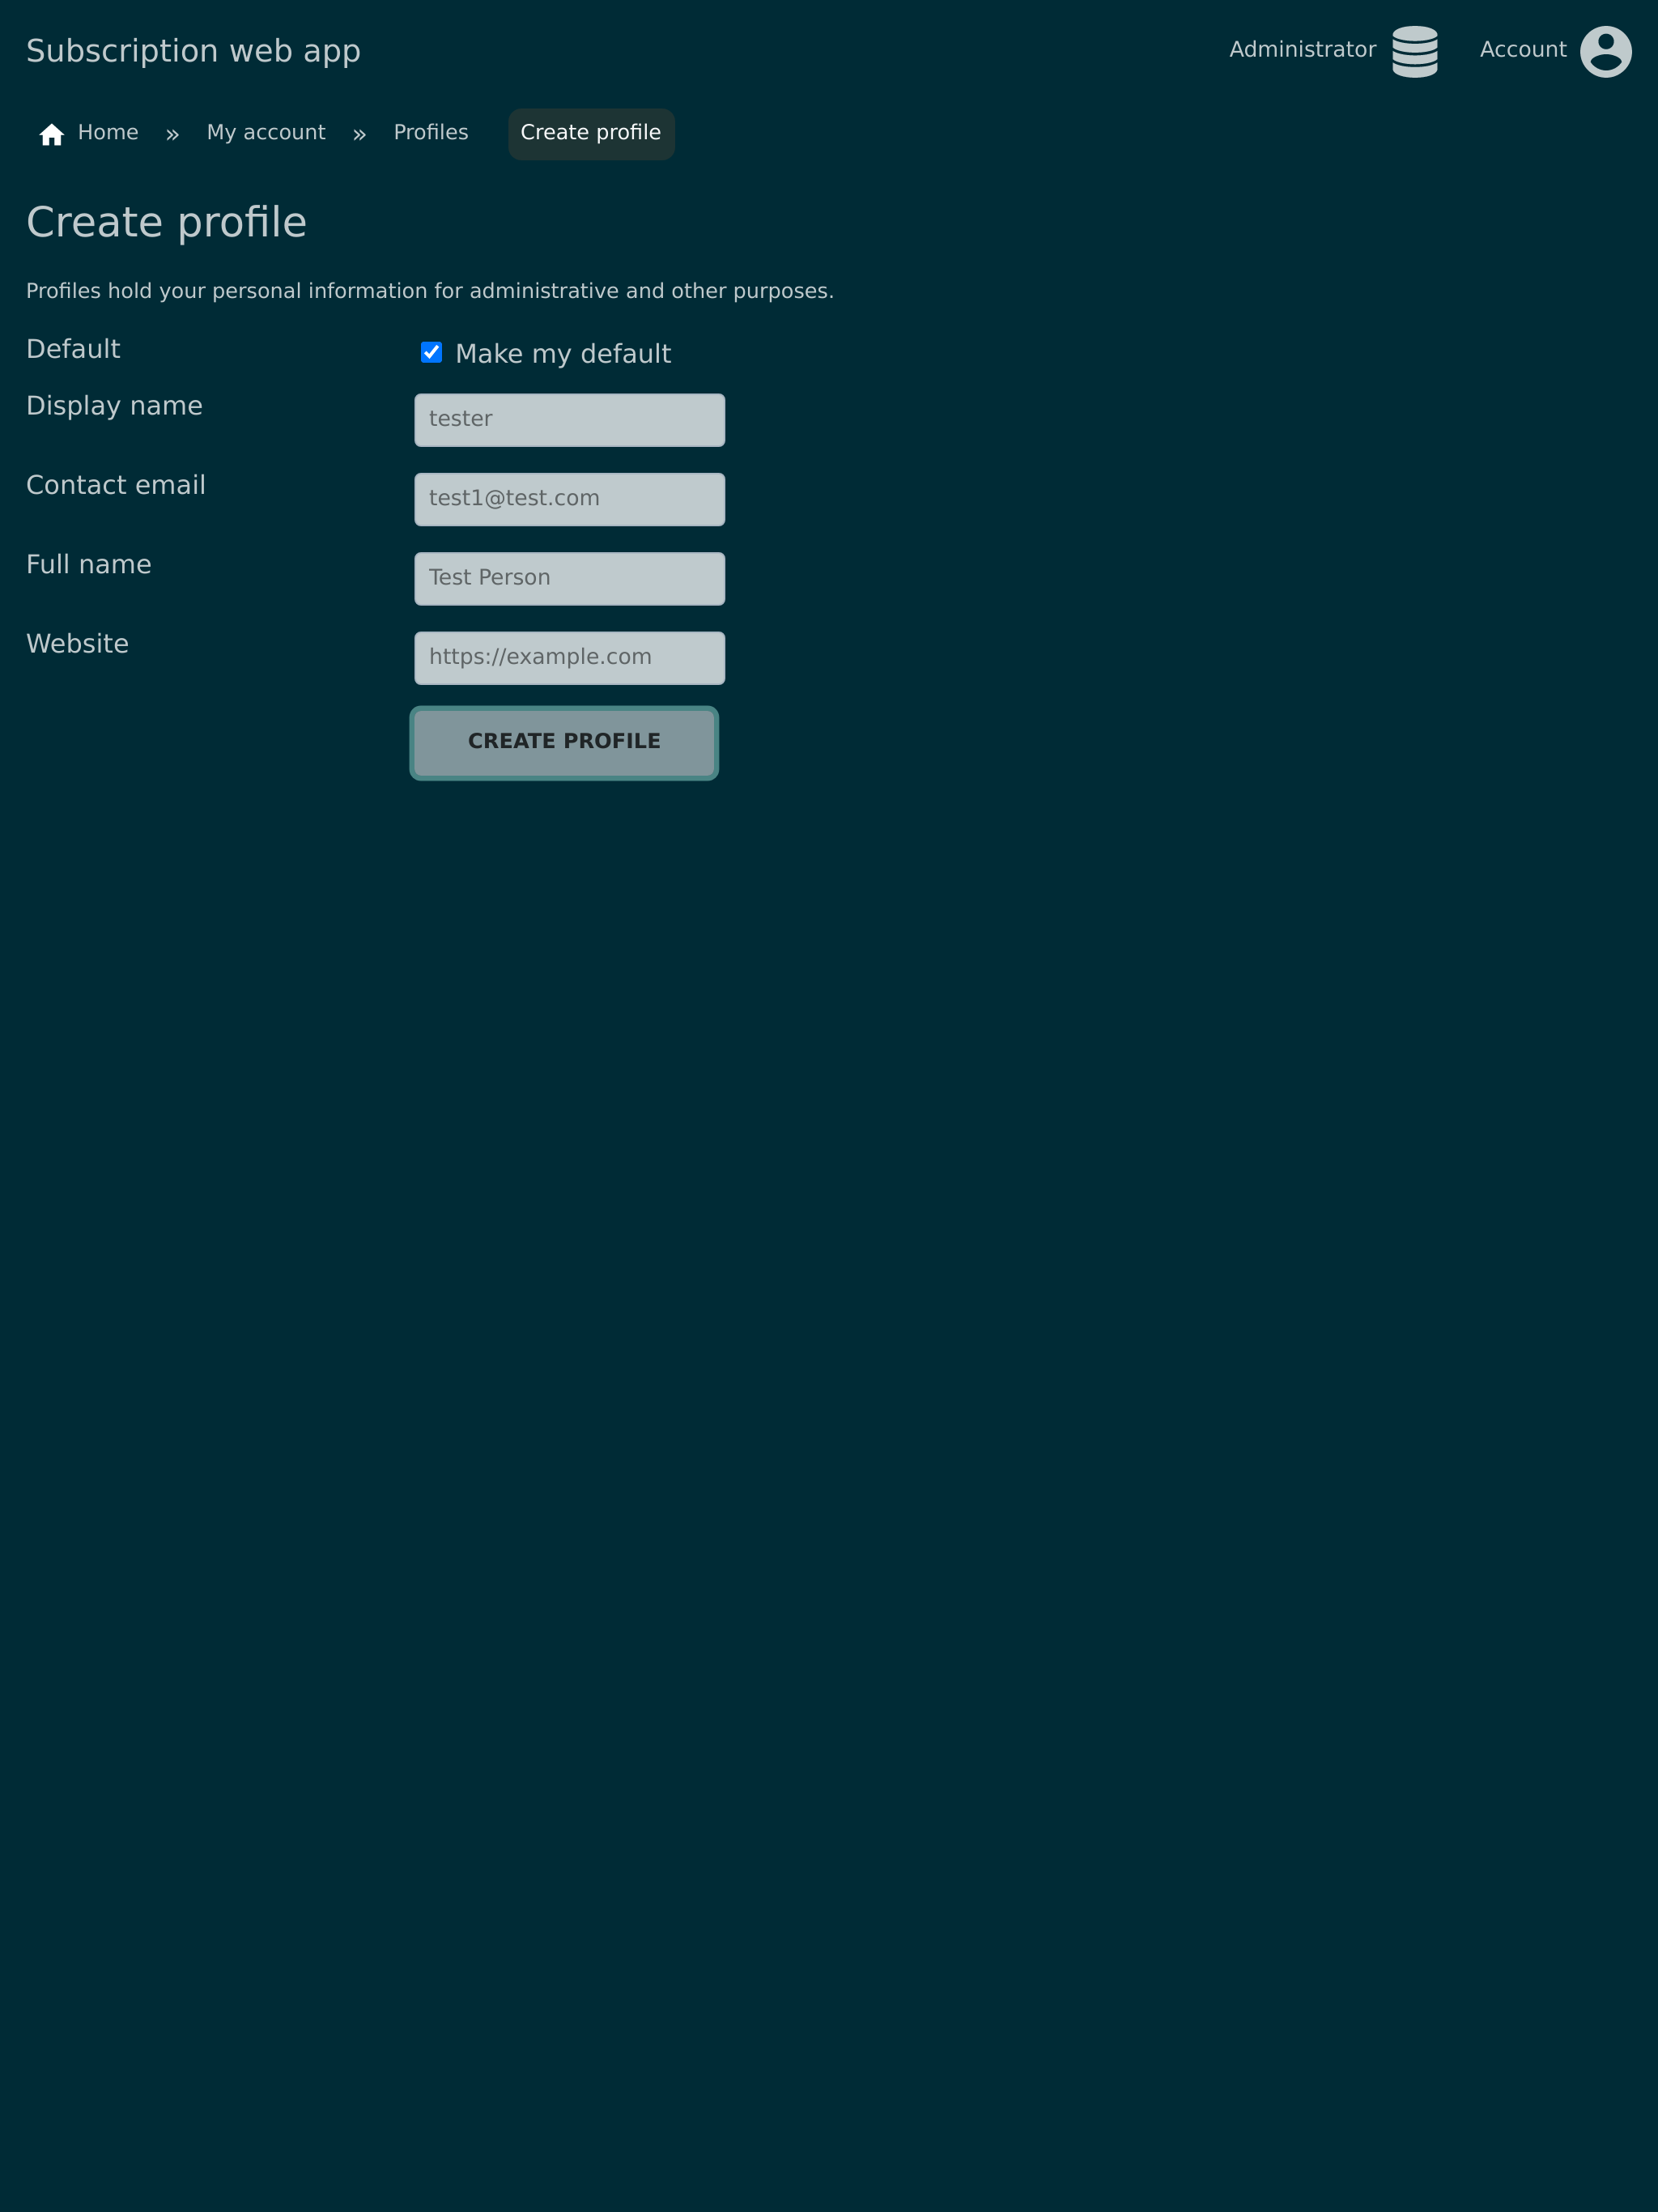 Subscription web app
Administrator
Account
Home » My account » Profiles Create profile
Create profile
Profiles hold your personal information for administrative and other purposes.
Default
Make my default
Display name
tester
Contact email
test1@test.com
Full name
Test Person
Website
https://example.com
CREATE PROFILE